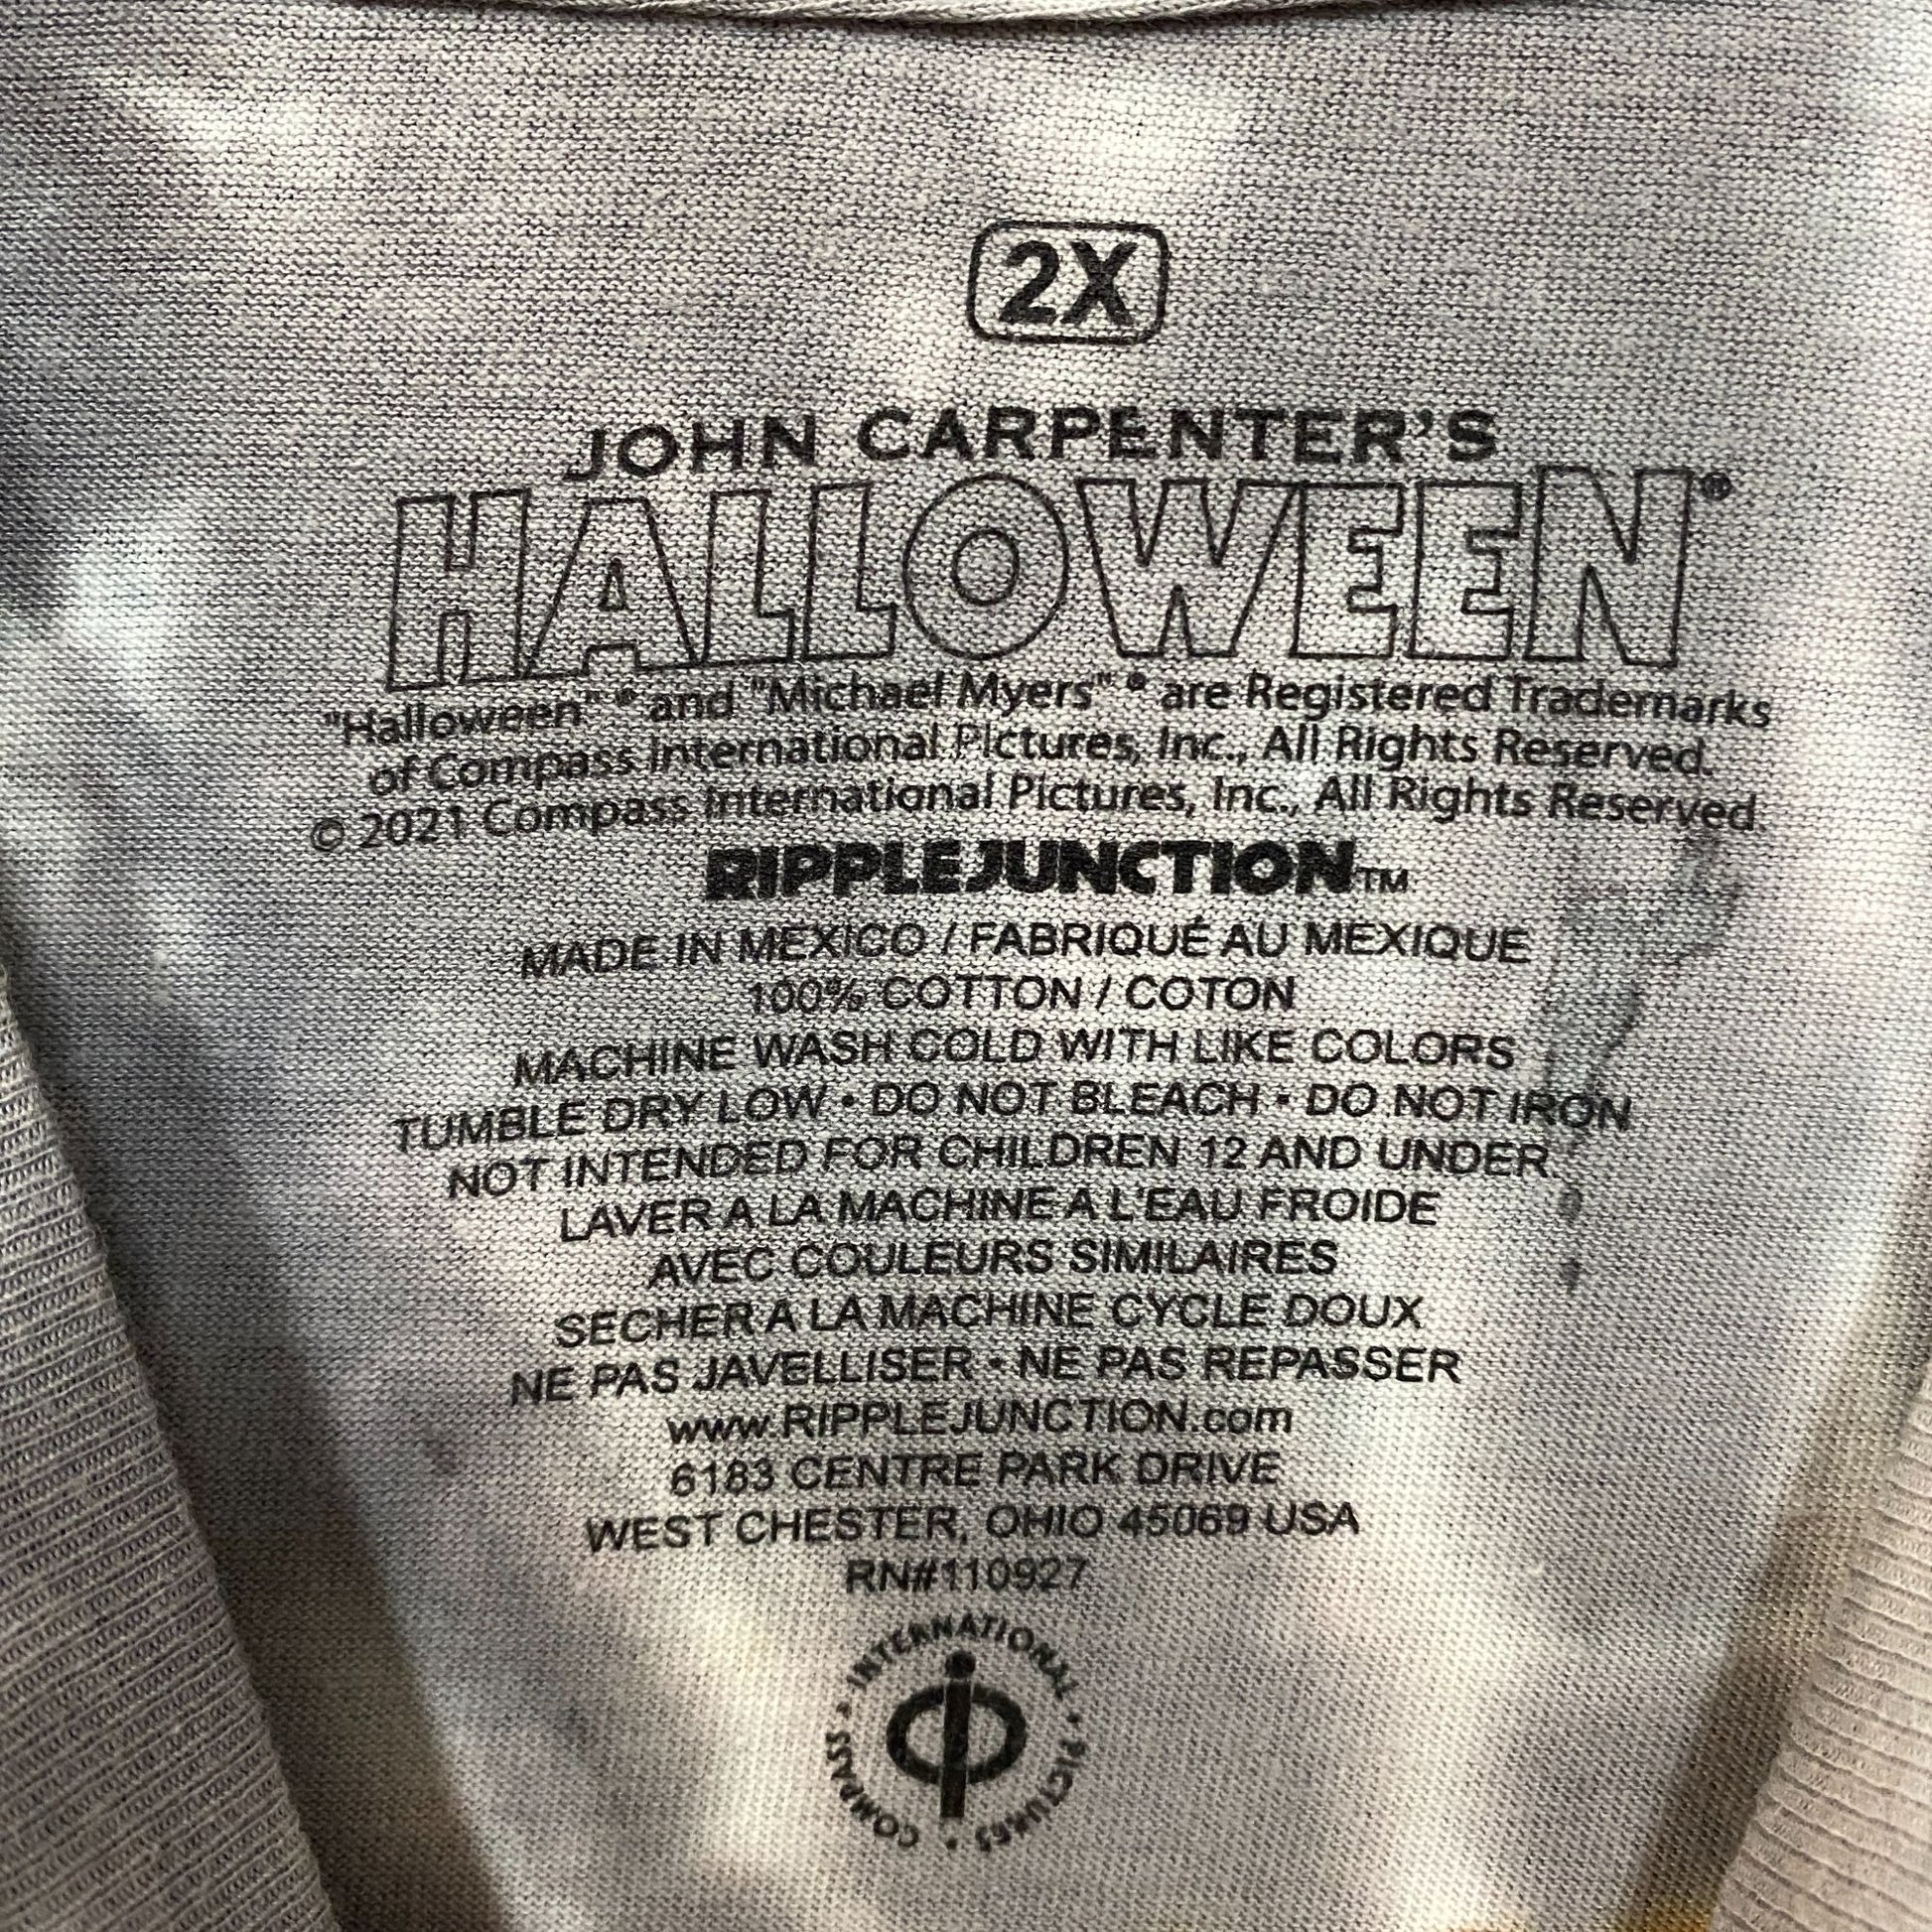 2X
JOHN CARPENTER'S
HALLOWEEN®
"Halloween" ® and "Michael Myers" ® are Registered Trademarks
of Compass International Pictures, Inc., All Rights Reserved.
© 2021 Compass International Pictures, Inc., All Rights Reserved.
RIPPLE JUNCTION™
MADE IN MEXICO / FABRIQUÉ AU MEXIQUE
100% COTTON / COTON
MACHINE WASH COLD WITH LIKE COLORS
TUMBLE DRY LOW • DO NOT BLEACH • DO NOT IRON
NOT INTENDED FOR CHILDREN 12 AND UNDER.
LAVER A LA MACHINE A L'EAU FROIDE
AVEC COULEURS SIMILAIRES
SECHER A LA MACHINE CYCLE DOUX
NE PAS JAVELLISER • NE PAS REPASSER
www.RIPPLEJUNCTION.com
6183 CENTRE PARK DRIVE
WEST CHESTER, OHIO 45069 USA
RN#110927
COMPASS • INTERNATIONAL • PICTURES •